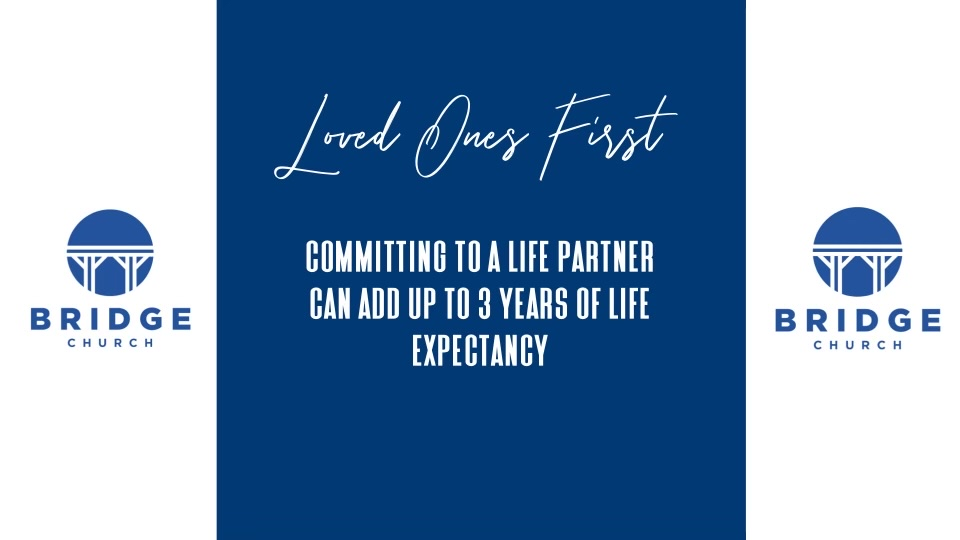 Loved Ones First
COMMITTING TO A LIFE PARTNER
CAN ADD UP TO 3 YEARS OF LIFE
EXPECTANCY
BRIDGE
CHURCH
BRIDGE
CHURCH